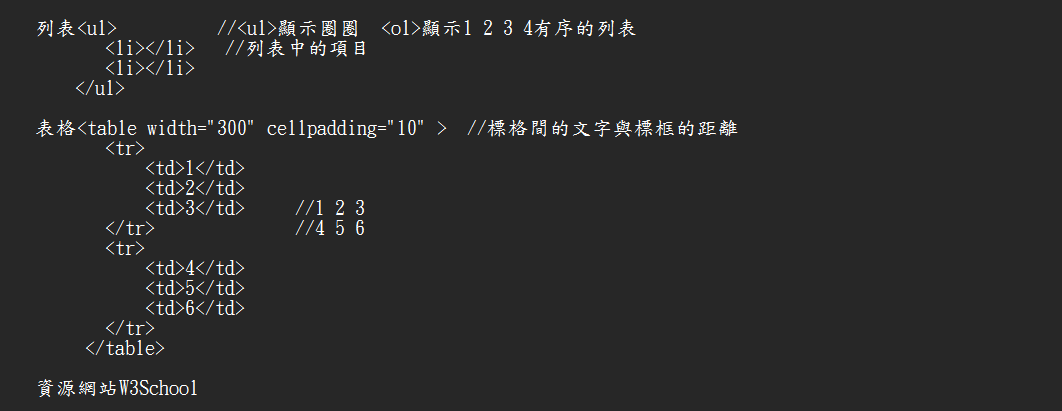 列表<ul>          //<ul>顯示圈圈  <ol>顯示1 2 3 4有序的列表
       <li></li>   //列表中的項目
       <li></li>
    </ul>
表格<table width="300" cellpadding="10" >  //標格間的文字與標框的距離
       <tr>
           <td>1</td>
           <td>2</td>
           <td>3</td>     //1 2 3
       </tr>              //4 5 6
       <tr>
           <td>4</td>
           <td>5</td>
           <td>6</td>
       </tr>
     </table>
資源網站W3School